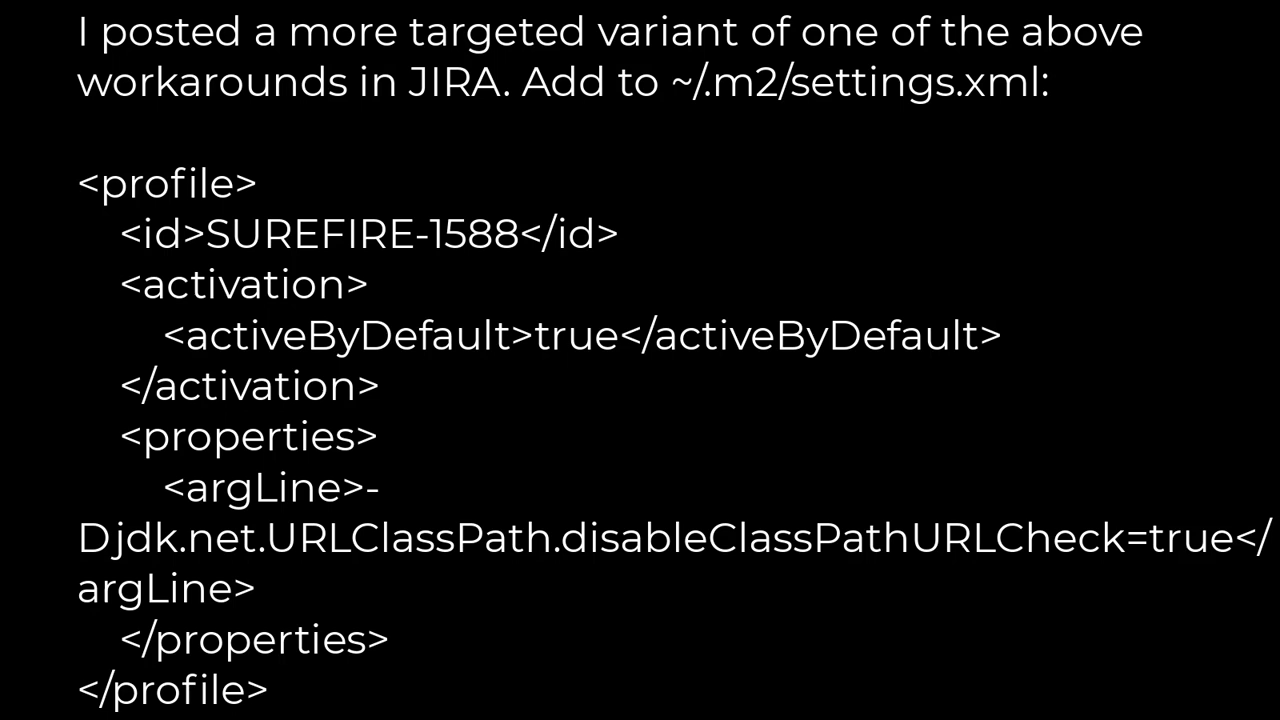 I posted a more targeted variant of one of the above
workarounds in JIRA. Add to ~/.m2/settings.xml:
<profile>
<id>SUREFIRE-1588</id>
<activation>
<activeByDefault>true</activeByDefault>
</activation>
<properties>
<argLine>-
Djdk.net.URLClassPath.disableClassPathURLCheck=true</
argLine>
</properties>
</profile>